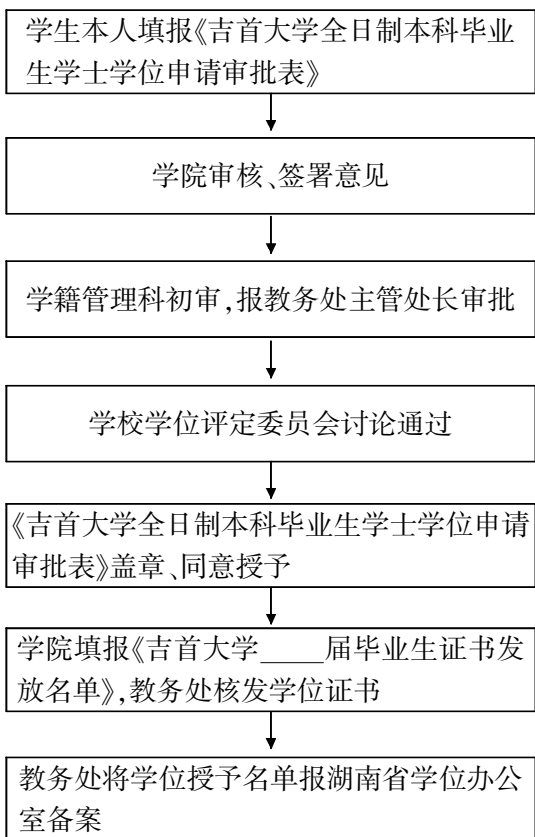 学生本人填报《吉首大学全日制本科毕业
生学士学位申请审批表》
学院审核、签署意见
学籍管理科初审,报教务处主管处长审批
学校学位评定委员会讨论通过
《吉首大学全日制本科毕业生学士学位申请
审批表》盖章、同意授予
学院填报《吉首大学____届毕业生证书发
放名单》,教务处核发学位证书
教务处将学位授予名单报湖南省学位办公
室备案